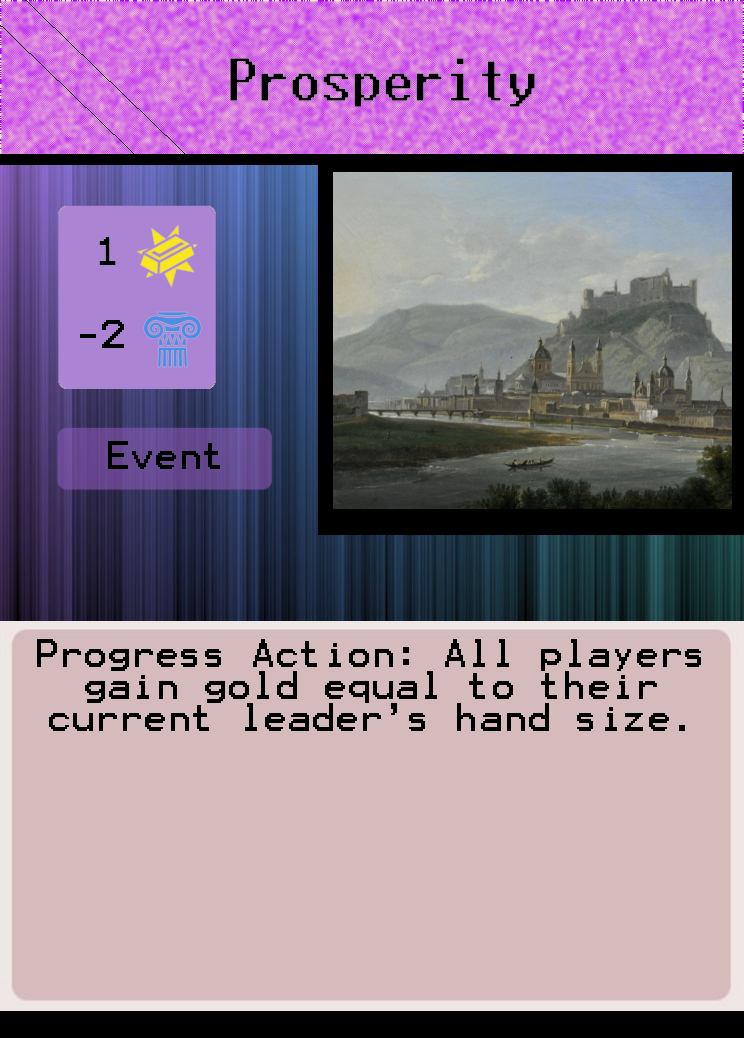 Prosperity
1
-2
Event
Progress Action: All players
gain gold equal to their
current leader's hand size.